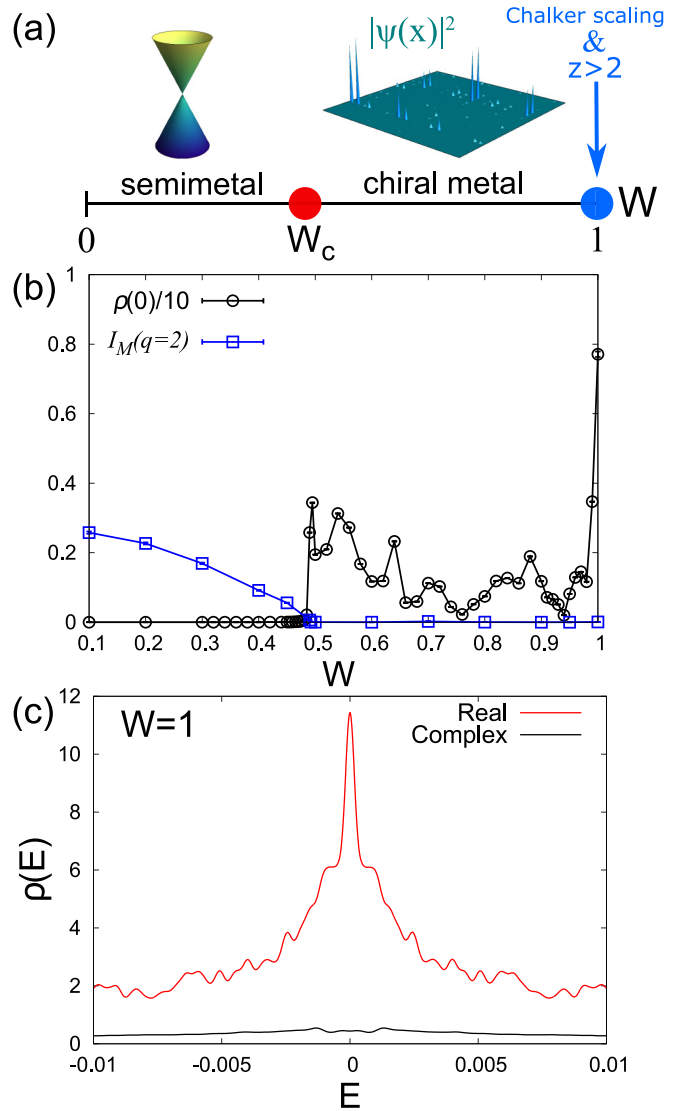 (a)
|ψ(x)|²
Chalker scaling
&
z>2
semimetal
chiral metal
W
0
W_c
1
(b)
ρ(0)/10
I_M(q=2)
1
0.8
0.6
0.4
0.2
0
0.1 0.2 0.3 0.4 0.5 0.6 0.7 0.8 0.9 1
W
(c)
W=1
Real
Complex
12
10
8
6
4
2
0
ρ(E)
-0.01 -0.005 0 0.005 0.01
E